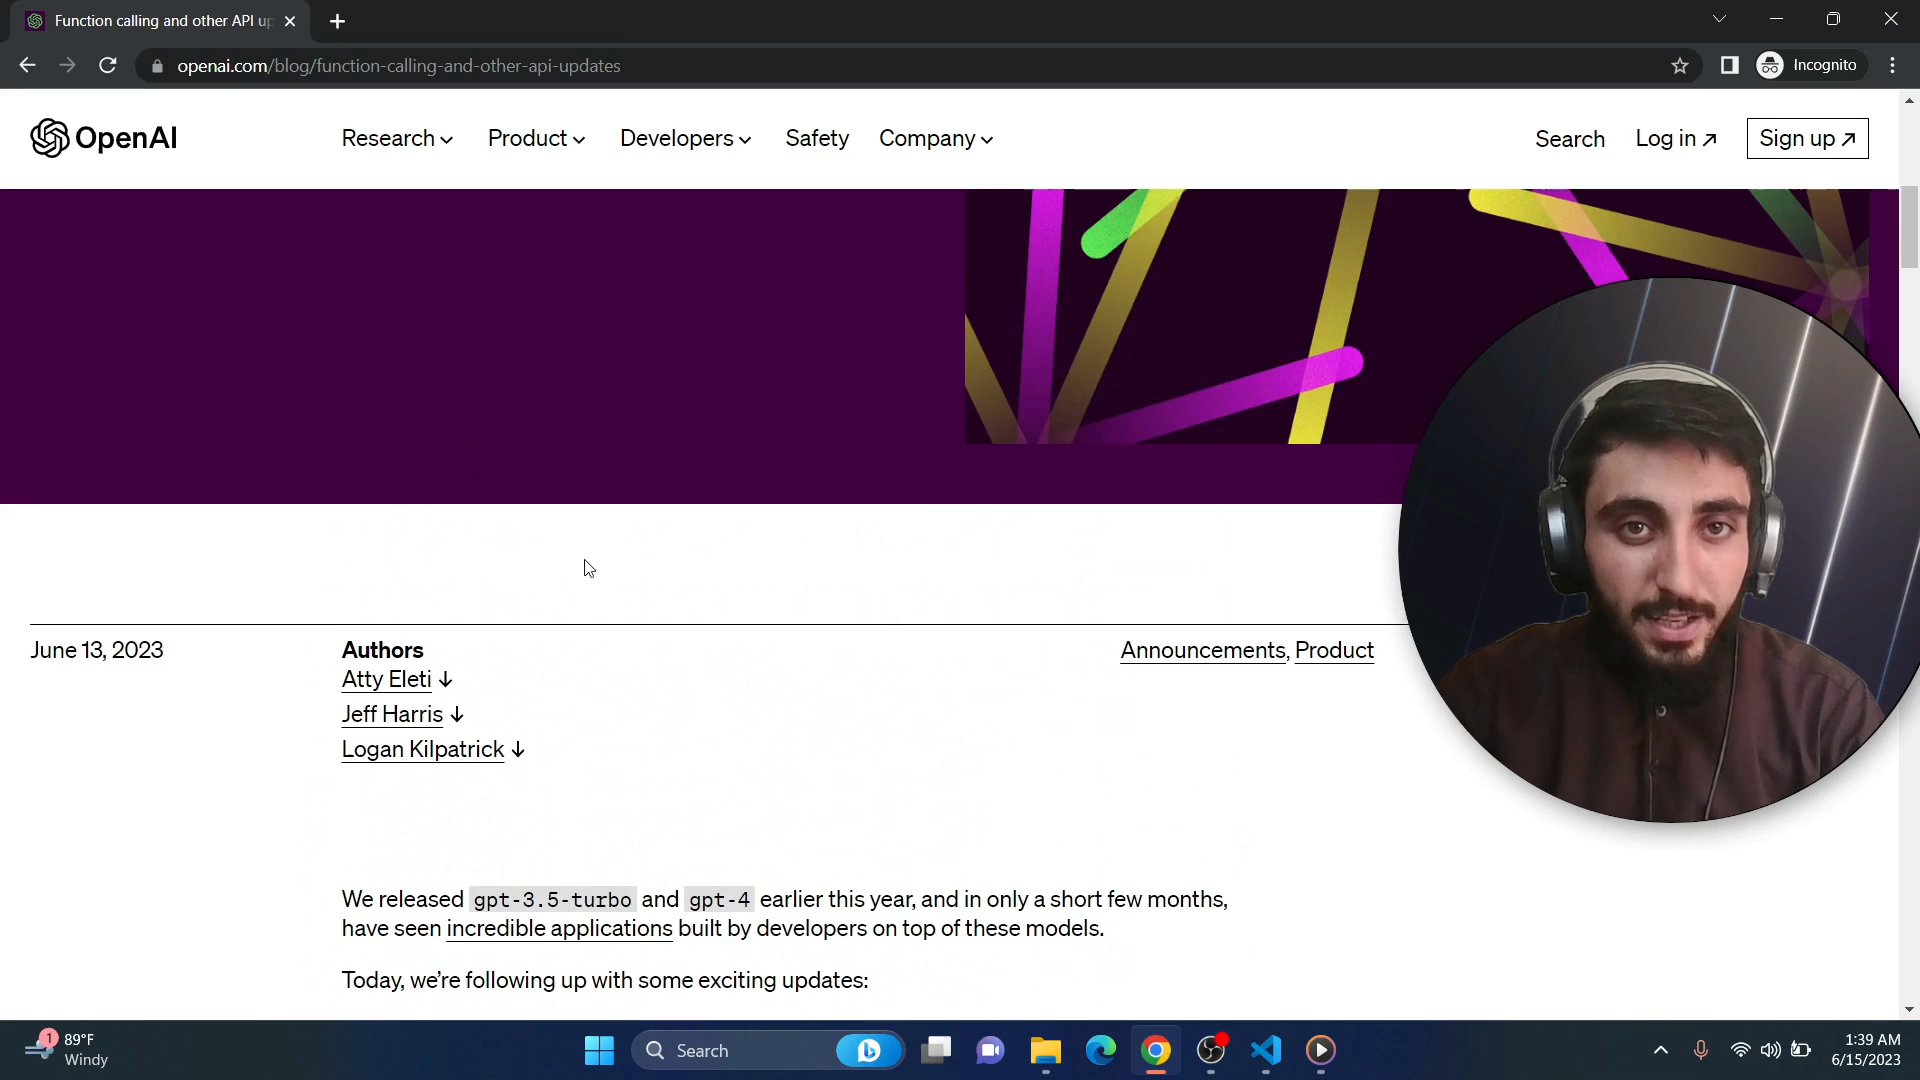 Function calling and other API up
openai.com/blog/function-calling-and-other-api-updates
Incognito
OpenAI
Research
Product
Developers
Safety
Company
Search
Log in
Sign up
June 13, 2023
Authors
Announcements, Product
Atty Eleti
Jeff Harris
Logan Kilpatrick
We released gpt-3.5-turbo and gpt-4 earlier this year, and in only a short few months,
have seen incredible applications built by developers on top of these models.
Today, we’re following up with some exciting updates:
1
89°F
Windy
Search
1:39 AM
6/15/2023